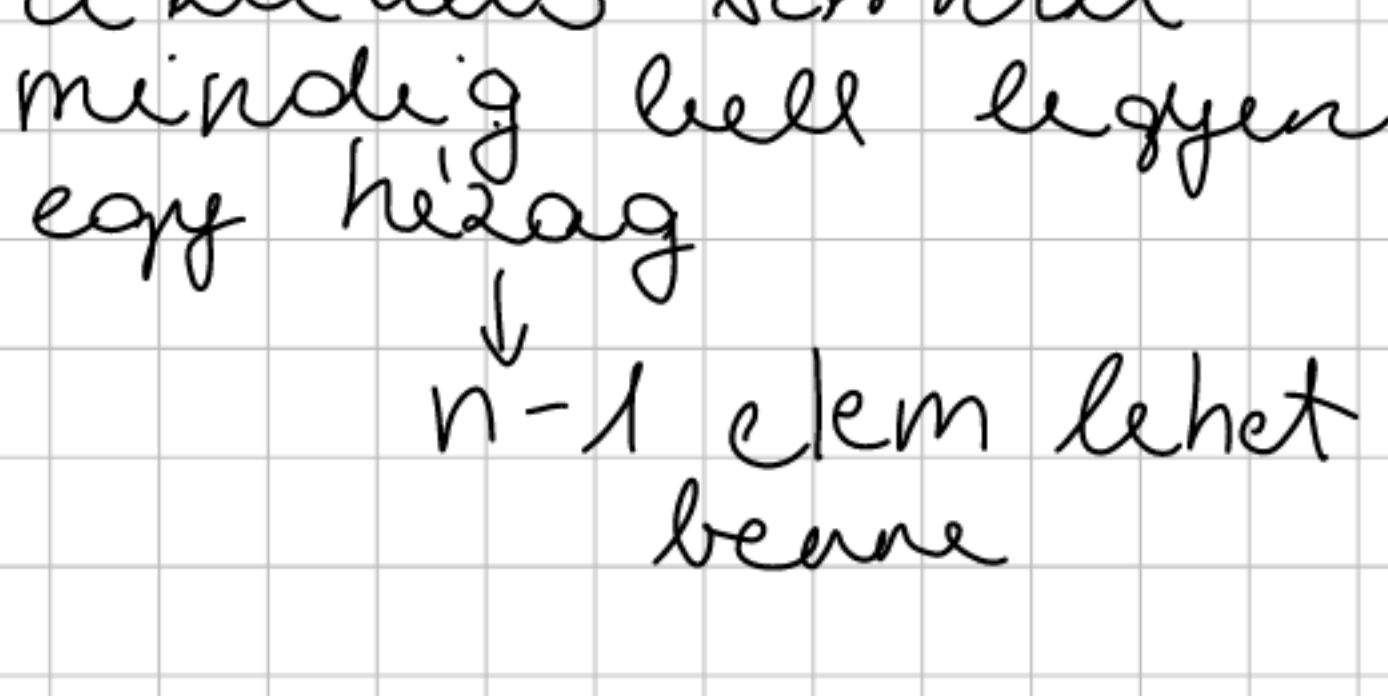 mindig kell legyen
egy hézag
↓
n-1 elem lehet
benne